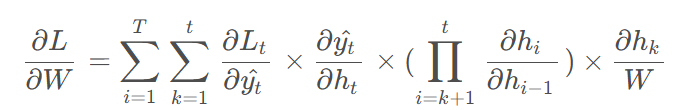 ∂L/∂W = ∑_{i=1}^{T} ∑_{k=1}^{t} ∂L_t/∂ŷ_t × ∂ŷ_t/∂h_t × ( ∏_{i=k+1}^{t} ∂h_i/∂h_{i−1} ) × ∂h_k/W